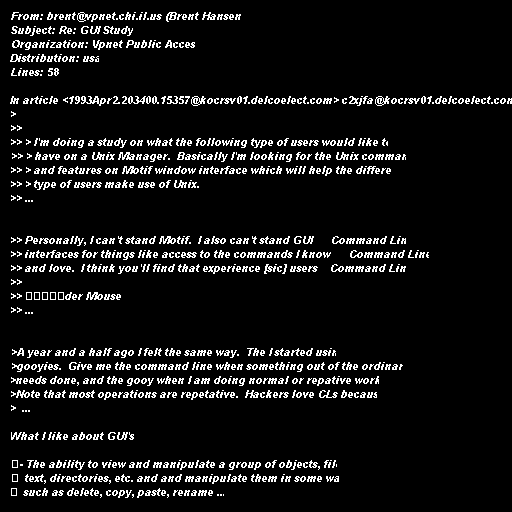 From: brent@vpnet.chi.il.us (Brent Hansen
Subject: Re: GUI Study
Organization: Vpnet Public Acces
Distribution: usa
Lines: 58

In article <1993Apr2.203400.15357@kocrsv01.delcoelect.com> c2xjfa@kocrsv01.delcoelect.com
>
>>
>> > I'm doing a study on what the following type of users would like to
>> > have on a Unix Manager.  Basically I'm looking for the Unix comman
>> > and features on Motif window interface which will help the differe
>> > type of users make use of Unix.
>> ...

>> Personally, I can't stand Motif.  I also can't stand GUI     Command Lin
>> interfaces for things like access to the commands I know     Command Line
>> and love.  I think you'll find that experience [sic] users    Command Lin
>>
>> □□□□□der Mouse
>> ...

>A year and a half ago I felt the same way.  The I started usin
>gooyies.  Give me the command line when something out of the ordinar
>needs done, and the gooy when I am doing normal or repative work
>Note that most operations are repetative.  Hackers love CLs becaus
> ...

What I like about GUI's

□- The ability to view and manipulate a group of objects, file
□  text, directories, etc. and and manipulate them in some wa
□  such as delete, copy, paste, rename ...